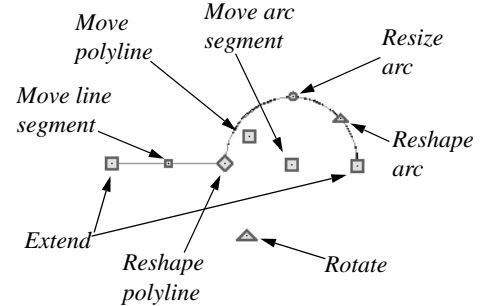 Move
polyline
Move arc
segment
Resize
arc
Move line
segment
Reshape
arc
Extend
Reshape
polyline
Rotate